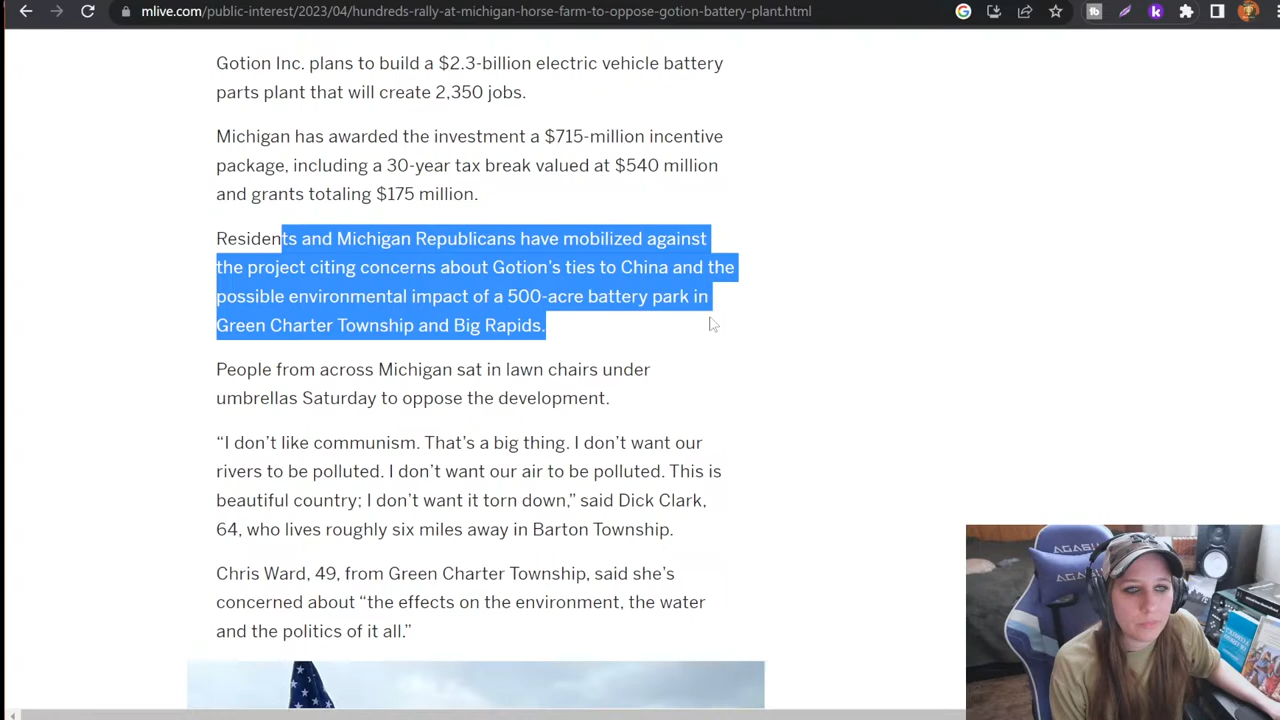 mlive.com/public-interest/2023/04/hundreds-rally-at-michigan-horse-farm-to-oppose-gotion-battery-plant.html
Gotion Inc. plans to build a $2.3-billion electric vehicle battery
parts plant that will create 2,350 jobs.
Michigan has awarded the investment a $715-million incentive
package, including a 30-year tax break valued at $540 million
and grants totaling $175 million.
Residents and Michigan Republicans have mobilized against
the project citing concerns about Gotion’s ties to China and the
possible environmental impact of a 500-acre battery park in
Green Charter Township and Big Rapids.
People from across Michigan sat in lawn chairs under
umbrellas Saturday to oppose the development.
“I don’t like communism. That’s a big thing. I don’t want our
rivers to be polluted. I don’t want our air to be polluted. This is
beautiful country; I don’t want it torn down,” said Dick Clark,
64, who lives roughly six miles away in Barton Township.
Chris Ward, 49, from Green Charter Township, said she’s
concerned about “the effects on the environment, the water
and the politics of it all.”